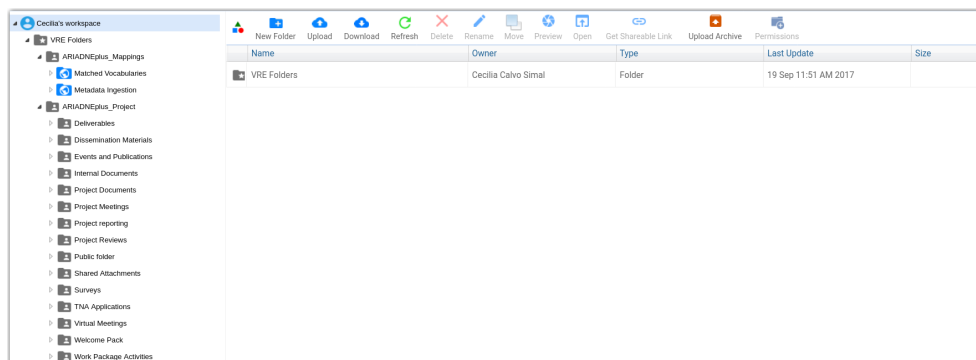 Cecilia's workspace
VRE Folders
ARIADNEplus_Mappings
Matched Vocabularies
Metadata Ingestion
ARIADNEplus_Project
Deliverables
Dissemination Materials
Events and Publications
Internal Documents
Project Documents
Project Meetings
Project reporting
Project Reviews
Public folder
Shared Attachments
Surveys
TNA Applications
Virtual Meetings
Welcome Pack
Work Package Activities
New Folder Upload Download Refresh Delete Rename Move Preview Open Get Shareable Link Upload Archive Permissions
Name Owner Type Last Update Size
VRE Folders Cecilia Calvo Simal Folder 19 Sep 11:51 AM 2017